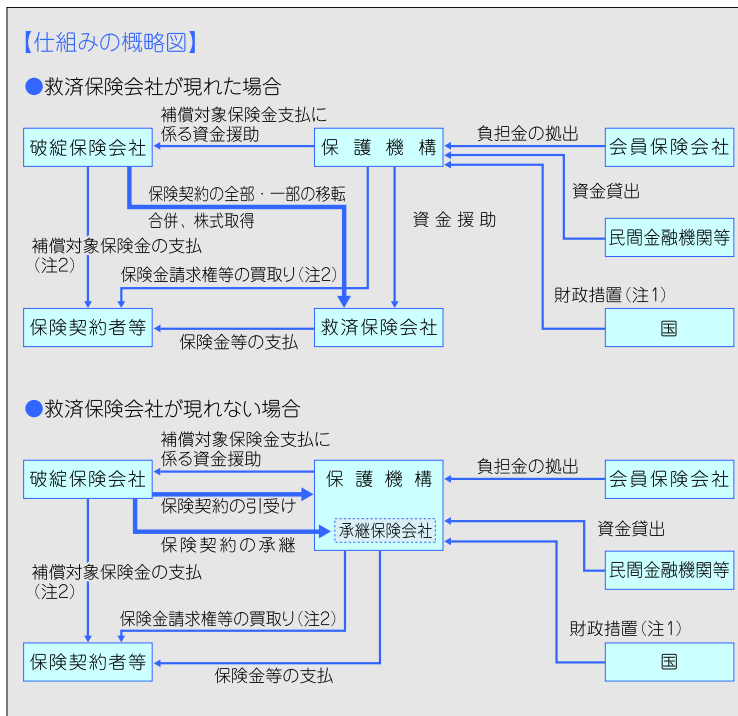 【仕組みの概略図】
●救済保険会社が現れた場合
補償対象保険金支払に
係る資金援助
負担金の拠出
破綻保険会社
保護機構
会員保険会社
保険契約の全部・一部の移転
合併、株式取得
資金援助
資金貸出
民間金融機関等
補償対象保険金の支払
(注2)
保険金請求権等の買取り(注2)
財政措置(注1)
保険契約者等
救済保険会社
国
保険金等の支払
●救済保険会社が現れない場合
補償対象保険金支払に
係る資金援助
負担金の拠出
破綻保険会社
保護機構
会員保険会社
保険契約の引受け
承継保険会社
資金貸出
保険契約の承継
民間金融機関等
補償対象保険金の支払
(注2)
保険金請求権等の買取り(注2)
財政措置(注1)
保険契約者等
国
保険金等の支払